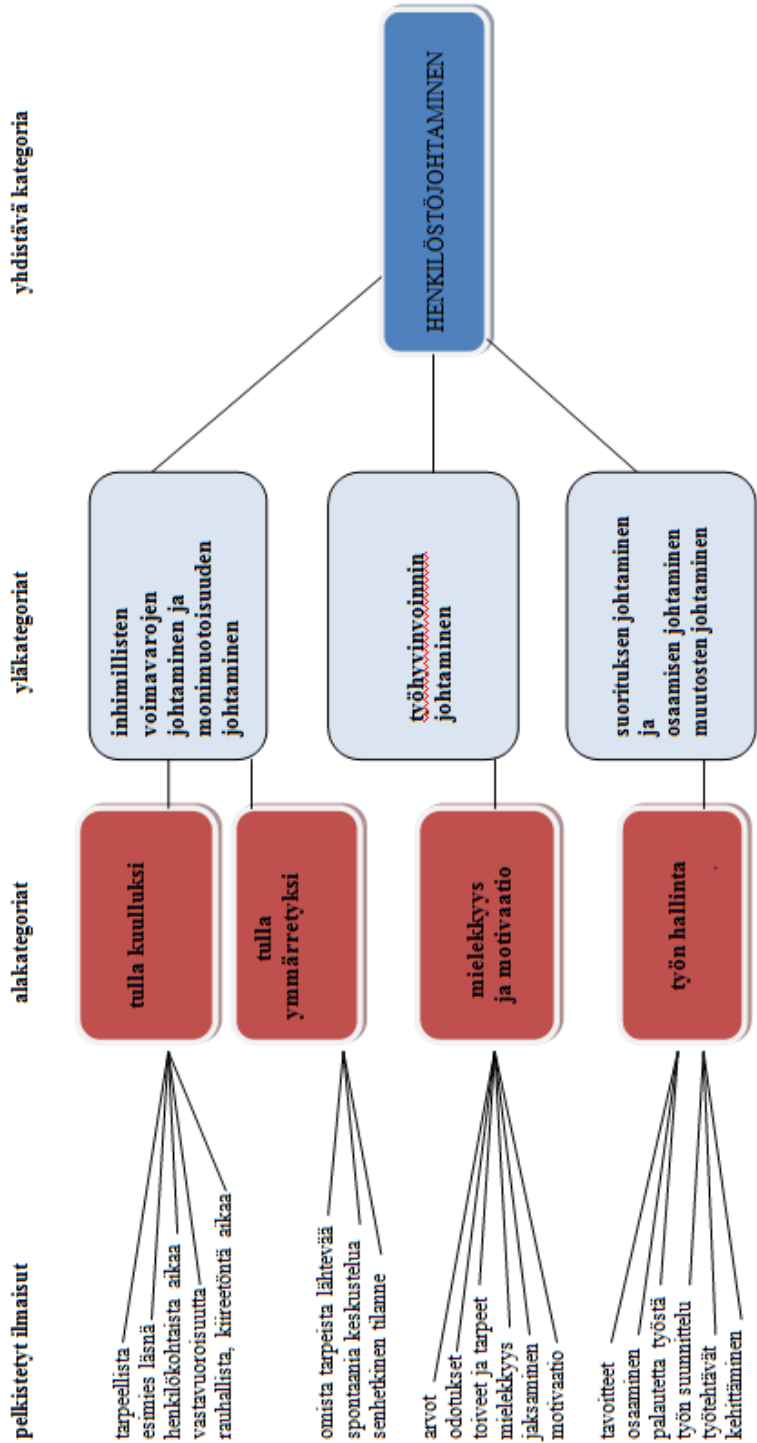 pelkistetyt ilmaisut
alakategoriat
yläkategoriat
yhdistävä kategoria
tarpeellista
esimies läsnä
henkilökohtaista aikaa
vastavuoroisuutta
rauhallista, kiireetöntä aikaa
omista tarpeista lähtevää
spontaania keskustelua
senhetkinen tilanne
arvot
odotukset
toiveet ja tarpeet
mielekkyys
jaksaminen
motivaatio
tavoitteet
osaaminen
palautetta työstä
työn suunnittelu
työtehtävät
kehittäminen
tulla kuulluksi
tulla
ymmärretyksi
mielekkyys
ja motivaatio
työn hallinta
inhimillisten
voimavarojen
johtaminen ja
monimuotoisuuden
johtaminen
työhyvinvoinnin
johtaminen
suorituksen johtaminen
ja
osaamisen johtaminen
muutosten johtaminen
HENKILÖSTÖJOHTAMINEN